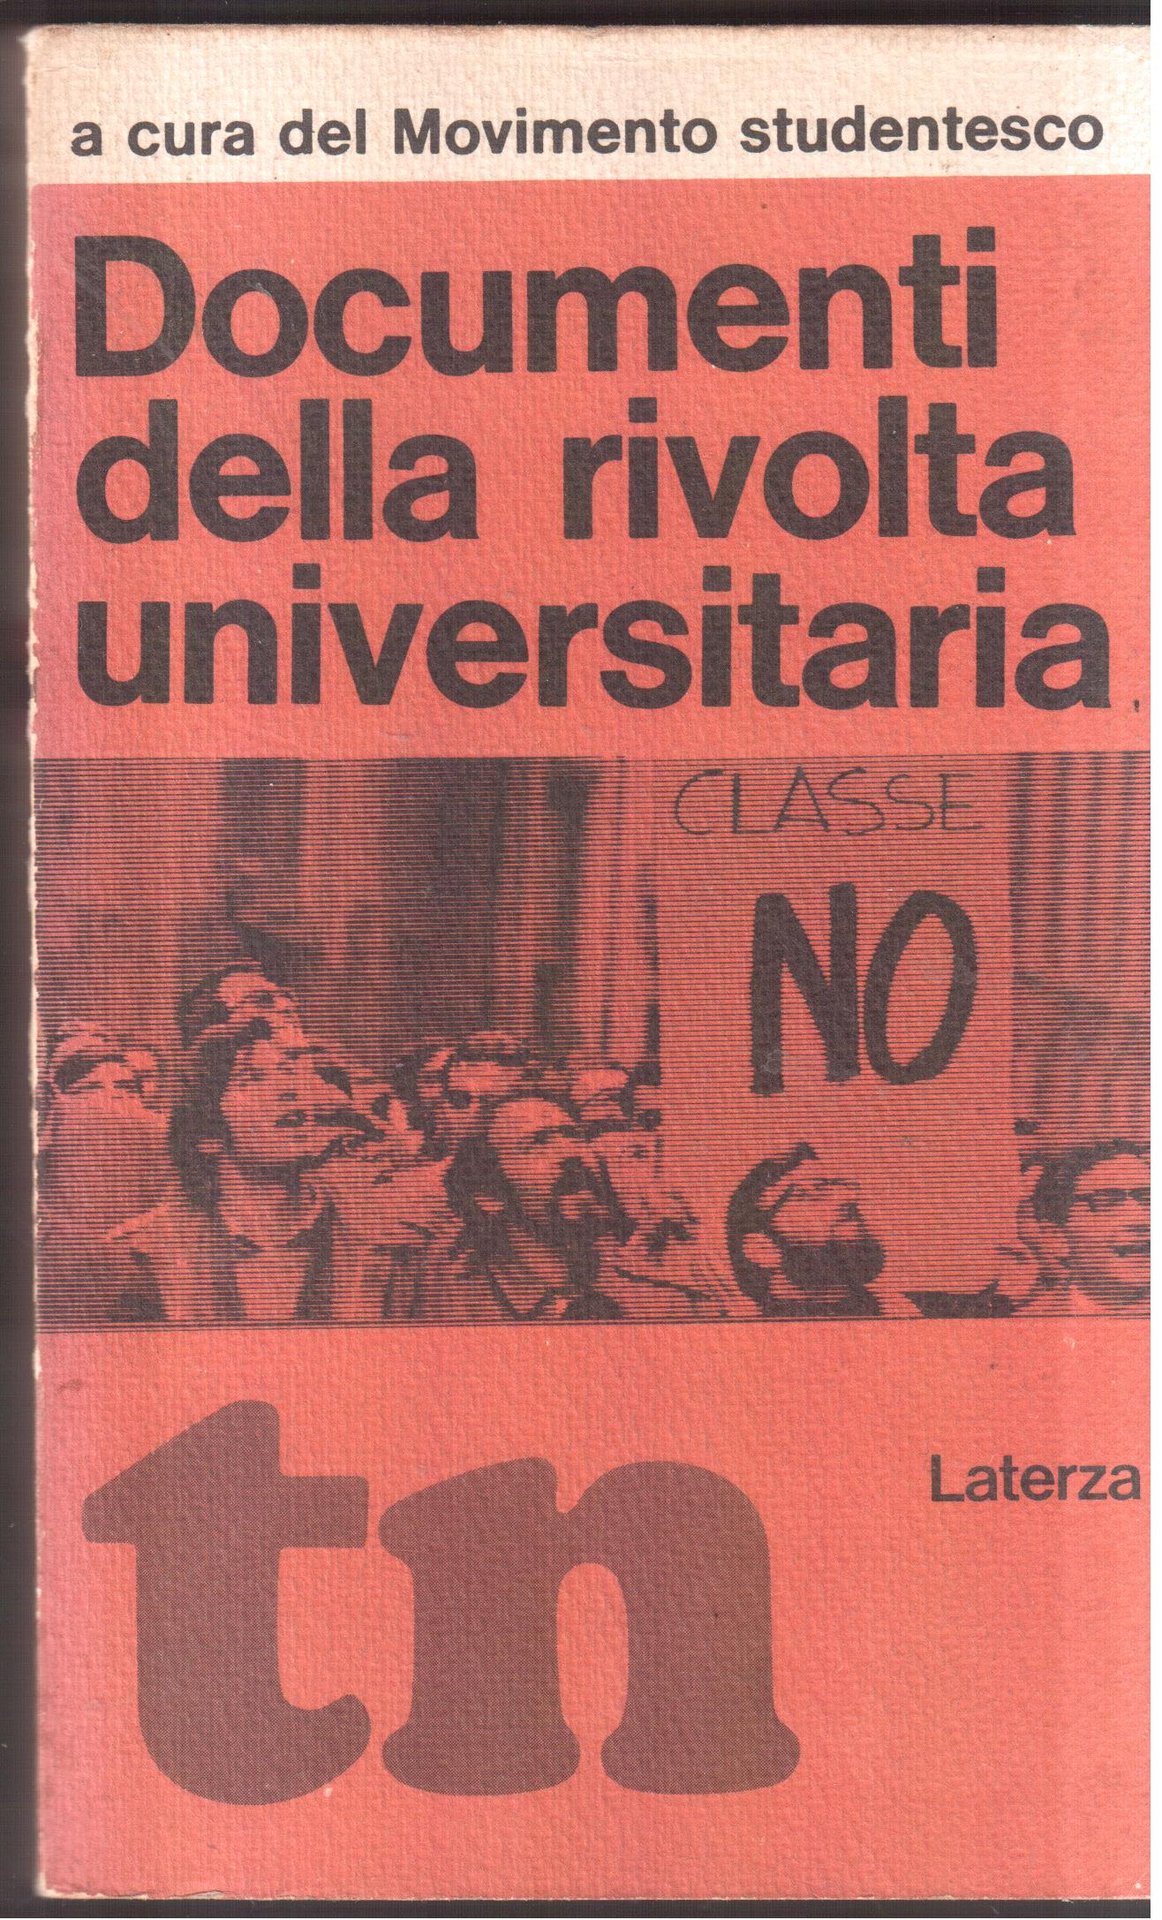 a cura del Movimento studentesco
Documenti
della rivolta
universitaria
CLASSE
NO
tn
Laterza